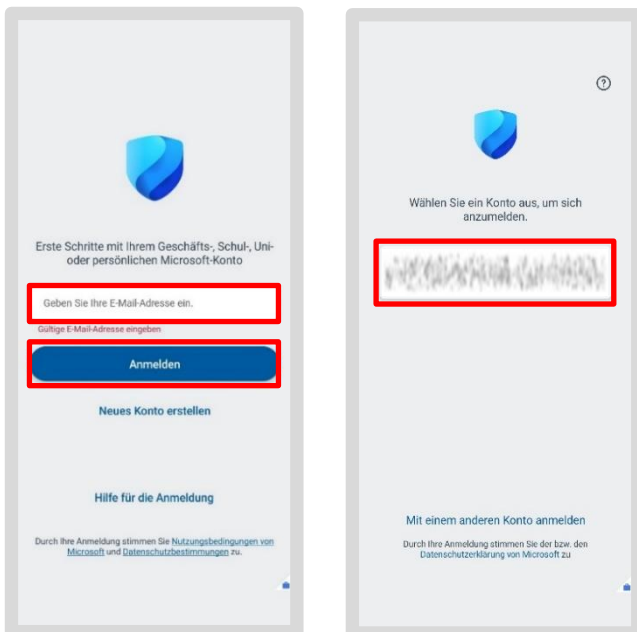 Erste Schritte mit Ihrem Geschäfts-, Schul-, Uni-
oder persönlichen Microsoft-Konto
Geben Sie Ihre E-Mail-Adresse ein.
Gültige E-Mail-Adresse eingeben
Anmelden
Neues Konto erstellen
Hilfe für die Anmeldung
Durch Ihre Anmeldung stimmen Sie Nutzungsbedingungen von
Microsoft und Datenschutzbestimmungen zu.
?
Wählen Sie ein Konto aus, um sich
anzumelden.
Mit einem anderen Konto anmelden
Durch Ihre Anmeldung stimmen Sie der bzw. den
Datenschutzerklärung von Microsoft zu